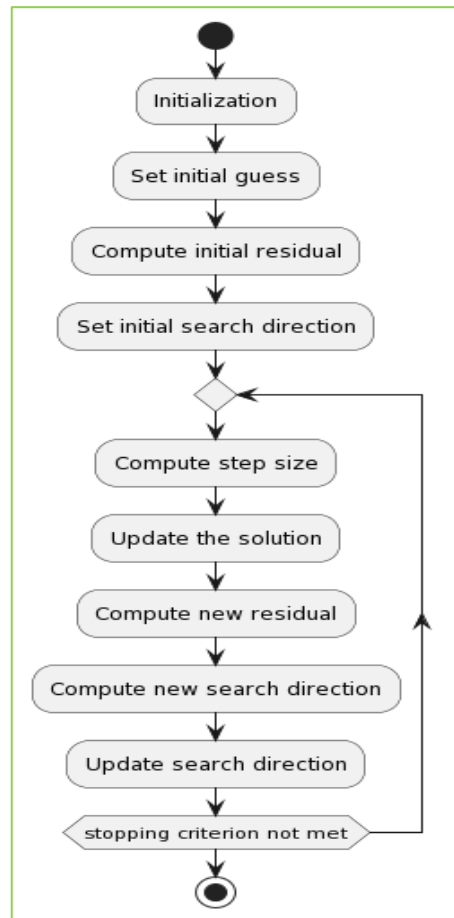 Initialization
Set initial guess
Compute initial residual
Set initial search direction
Compute step size
Update the solution
Compute new residual
Compute new search direction
Update search direction
stopping criterion not met